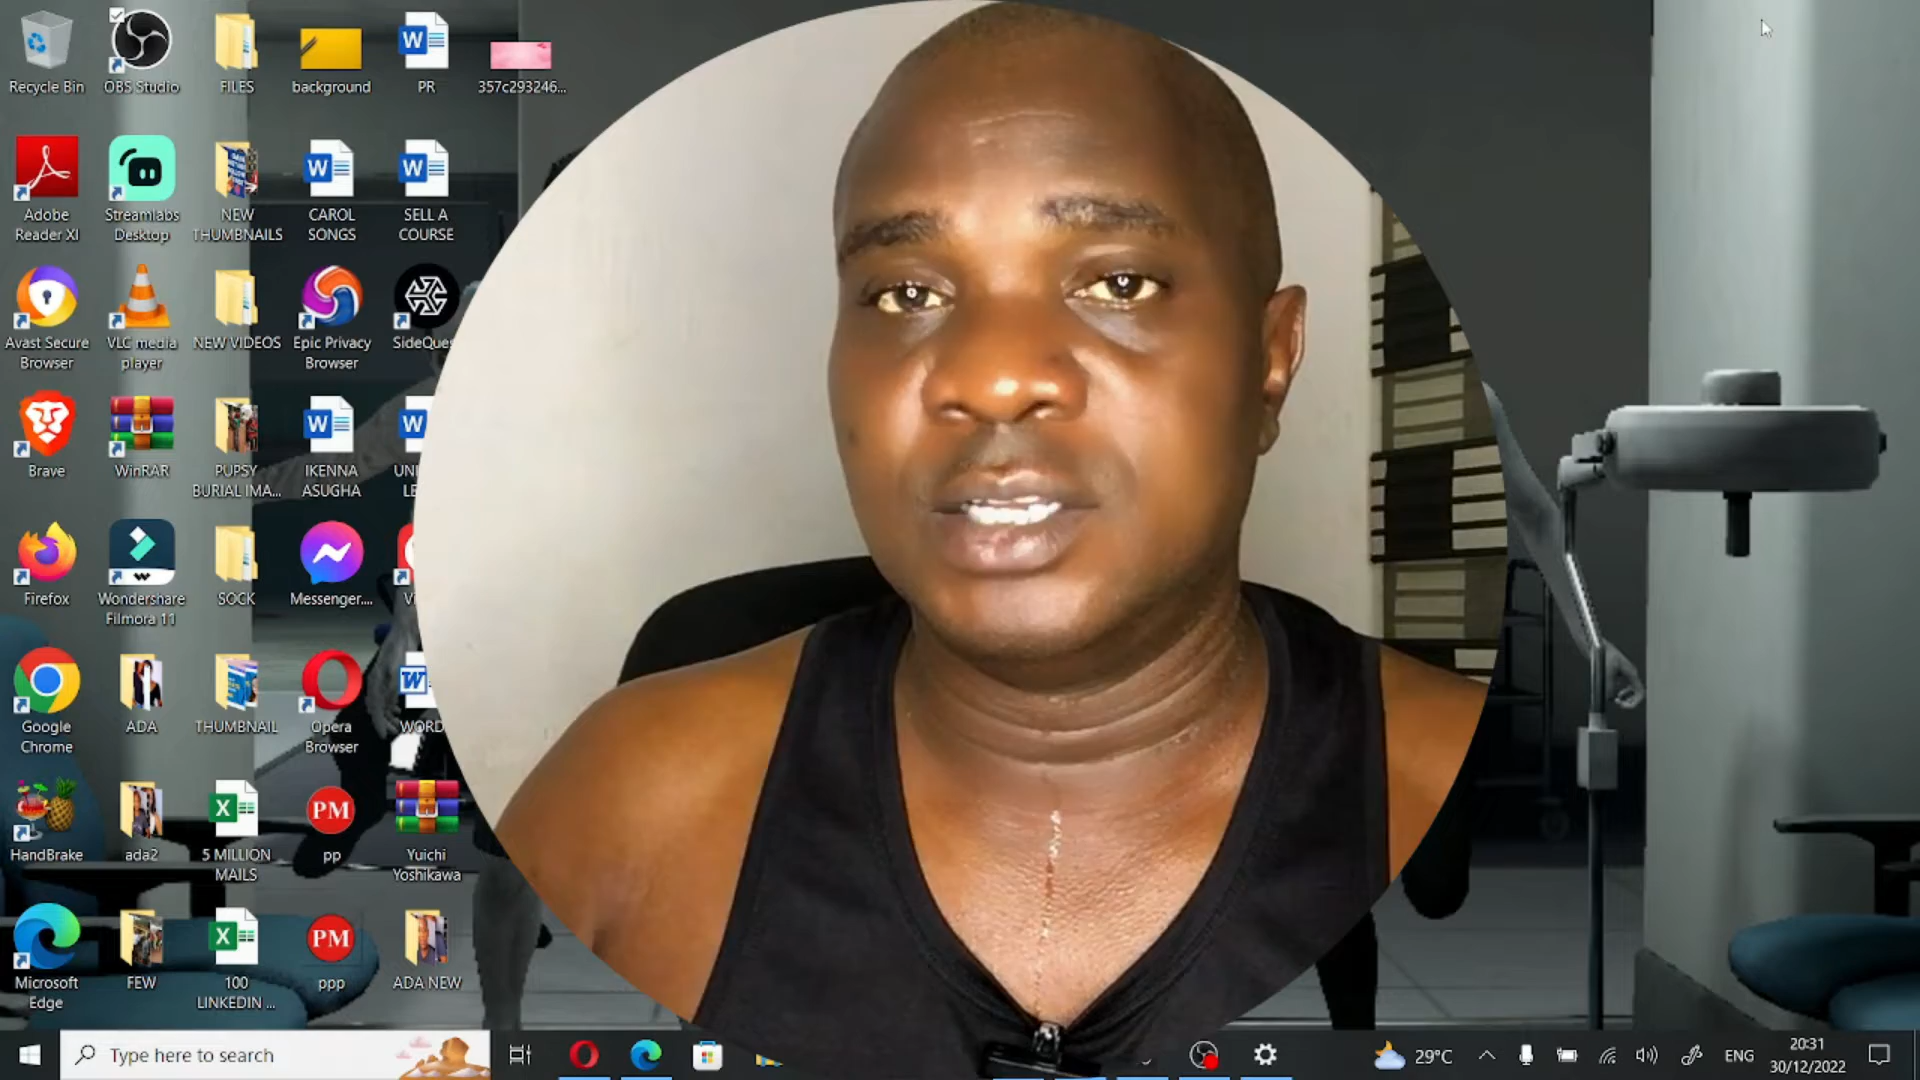 Recycle Bin
OBS Studio
FILES
background
PR
357c293246...
Adobe
Reader XI
Streamlabs
Desktop
NEW
THUMBNAILS
CAROL
SONGS
SELL A
COURSE
Avast Secure
Browser
VLC media
player
NEW VIDEOS
Epic Privacy
Browser
SideQues
Brave
WinRAR
PUPSY
BURIAL IMA...
IKENNA
ASUGHA
Firefox
Wondershare
Filmora 11
SOCK
Messenger....
Google
Chrome
ADA
THUMBNAIL
Opera
Browser
WORD
HandBrake
ada2
5 MILLION
MAILS
PM
pp
Yuichi
Yoshikawa
Microsoft
Edge
FEW
100
LINKEDIN ...
PM
ppp
ADA NEW
Type here to search
29°C
ENG
20:31
30/12/2022